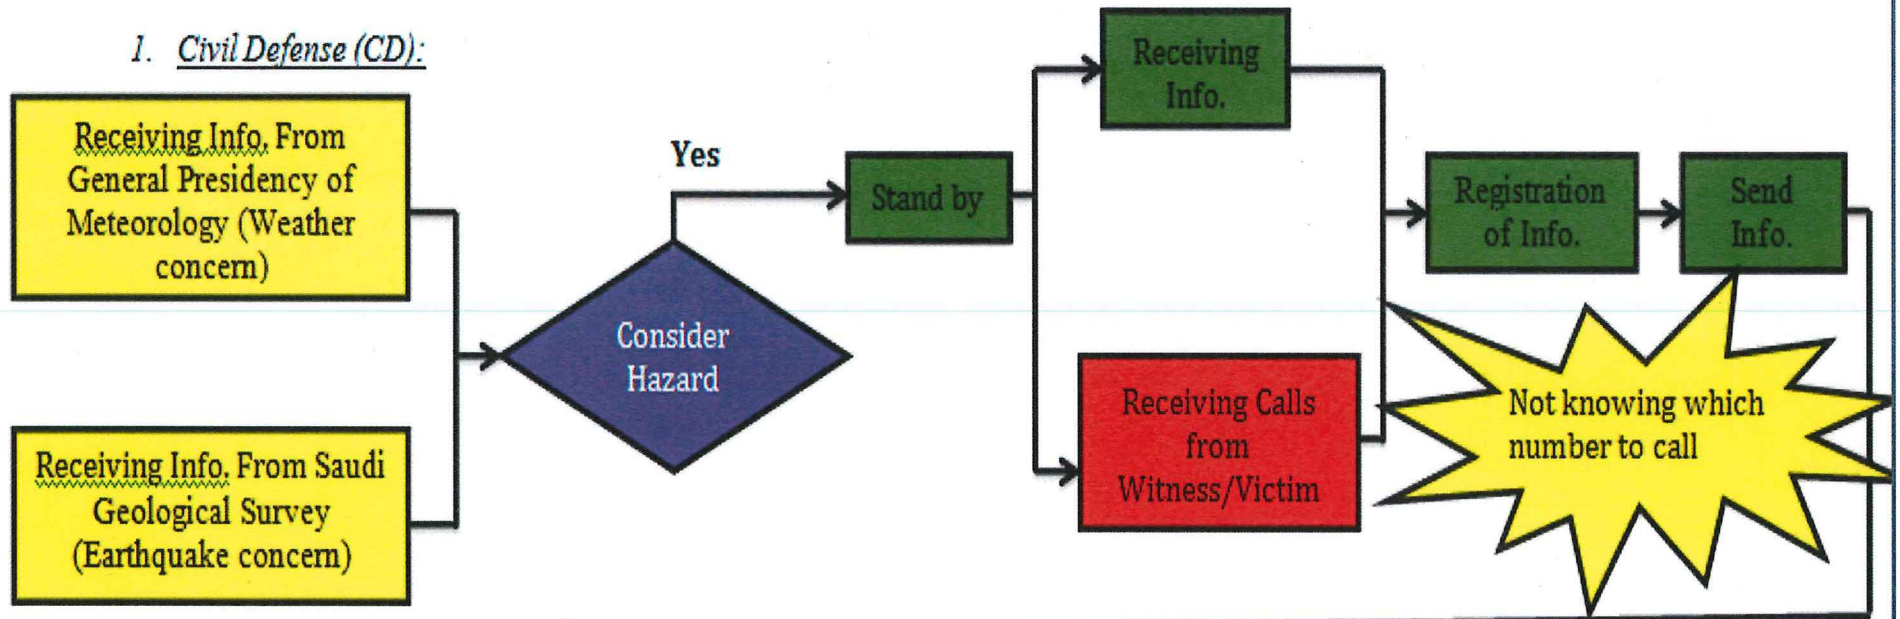 1. Civil Defense (CD):
Receiving Info. From
General Presidency of
Meteorology (Weather
concern)
Receiving Info. From Saudi
Geological Survey
(Earthquake concern)
Consider
Hazard
Yes
Stand by
Receiving
Info.
Receiving Calls
from
Witness/Victim
Registration
of Info.
Send
Info.
Not knowing which
number to call